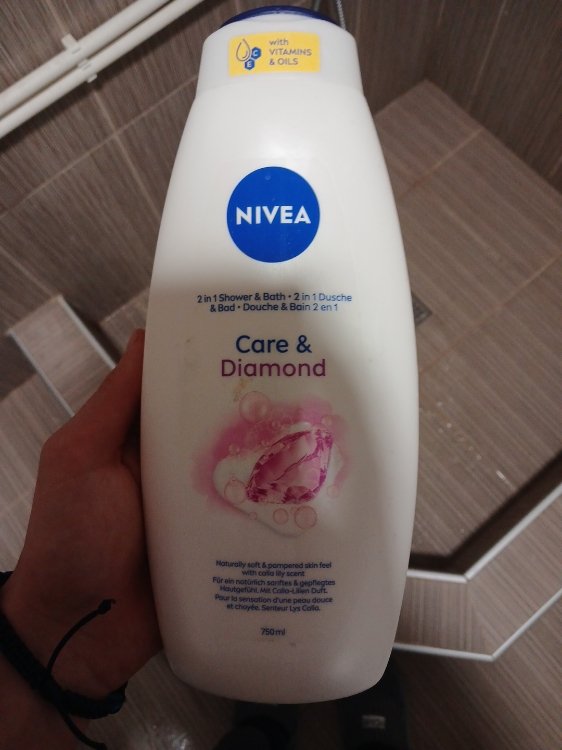 with
VITAMINS
& OILS
C
E
NIVEA
2 in 1 Shower & Bath • 2 in 1 Dusche
& Bad • Douche & Bain 2 en 1
Care &
Diamond
Naturally soft & pampered skin feel
with calla lily scent
Für ein natürlich sanftes & gepflegtes
Hautgefühl. Mit Calla-Lilien Duft.
Pour la sensation d'une peau douce
et choyée. Senteur Lys Calla.
750 ml